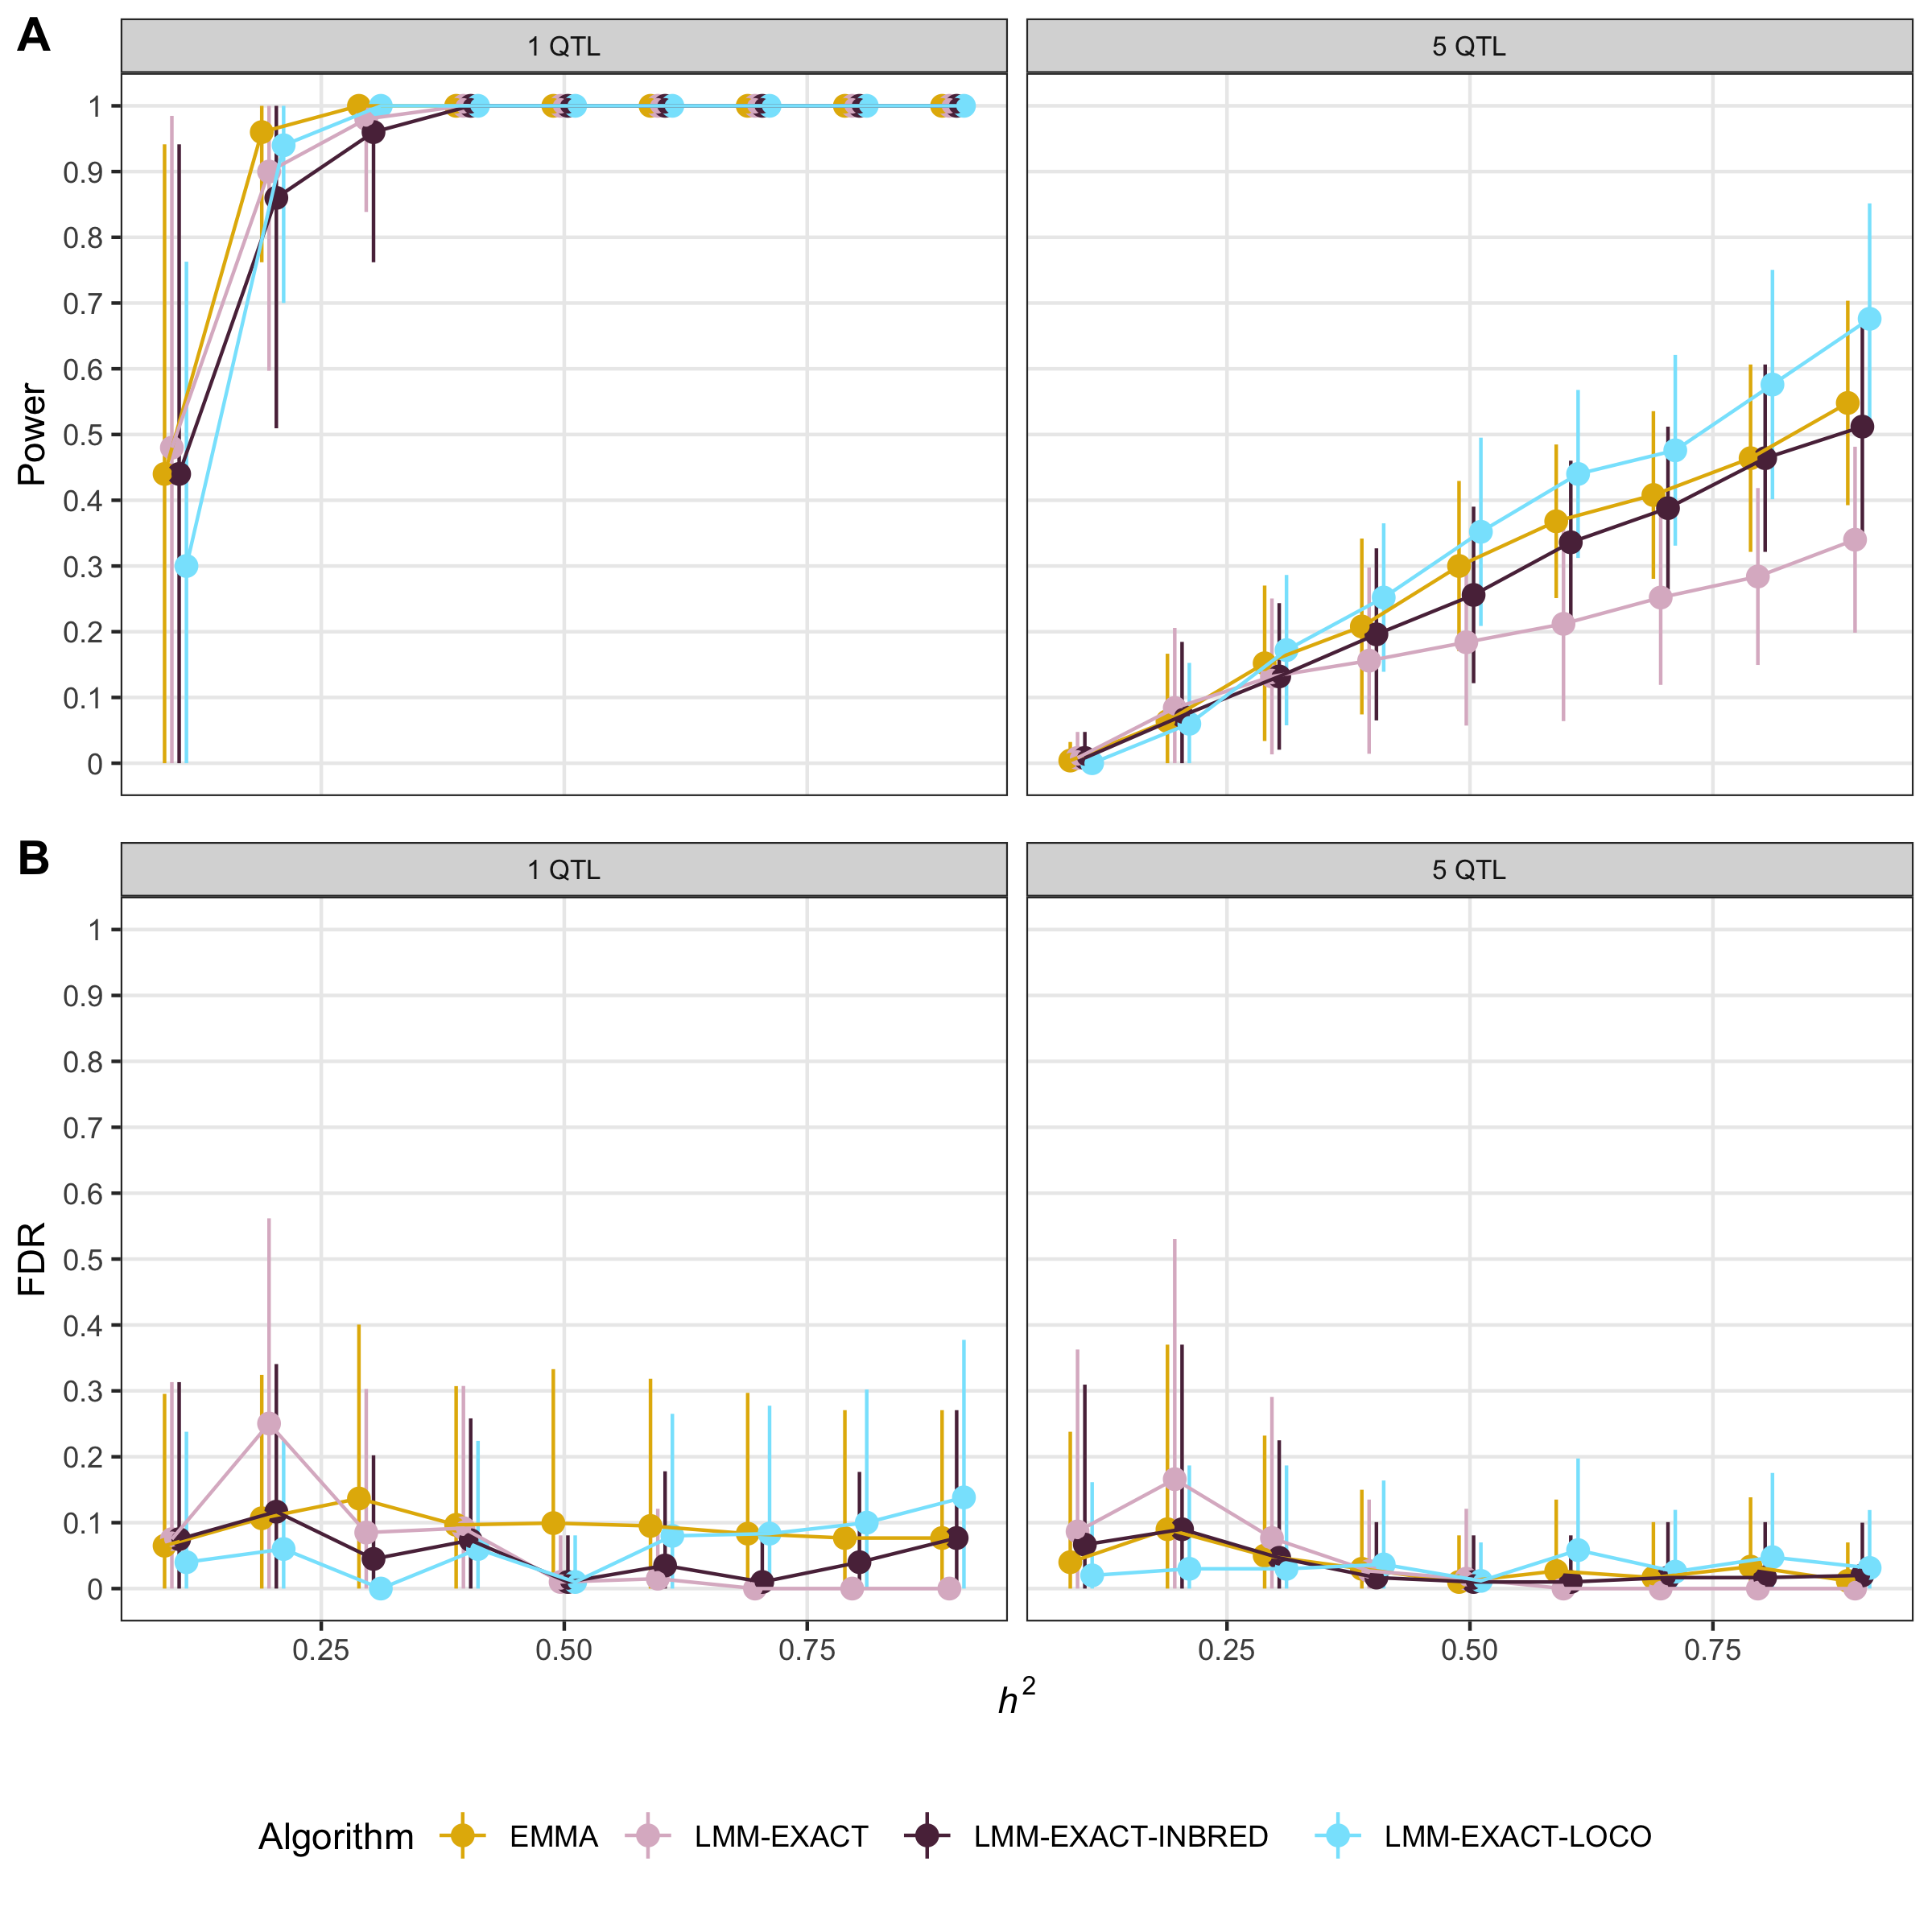 A
1 QTL
5 QTL
1
0.9
0.8
0.7
0.6
0.5
0.4
0.3
0.2
0.1
0
Power
B
1 QTL
5 QTL
1
0.9
0.8
0.7
0.6
0.5
0.4
0.3
0.2
0.1
0
FDR
0.25 0.50 0.75 0.25 0.50 0.75
h²
Algorithm EMMA LMM-EXACT LMM-EXACT-INBRED LMM-EXACT-LOCO